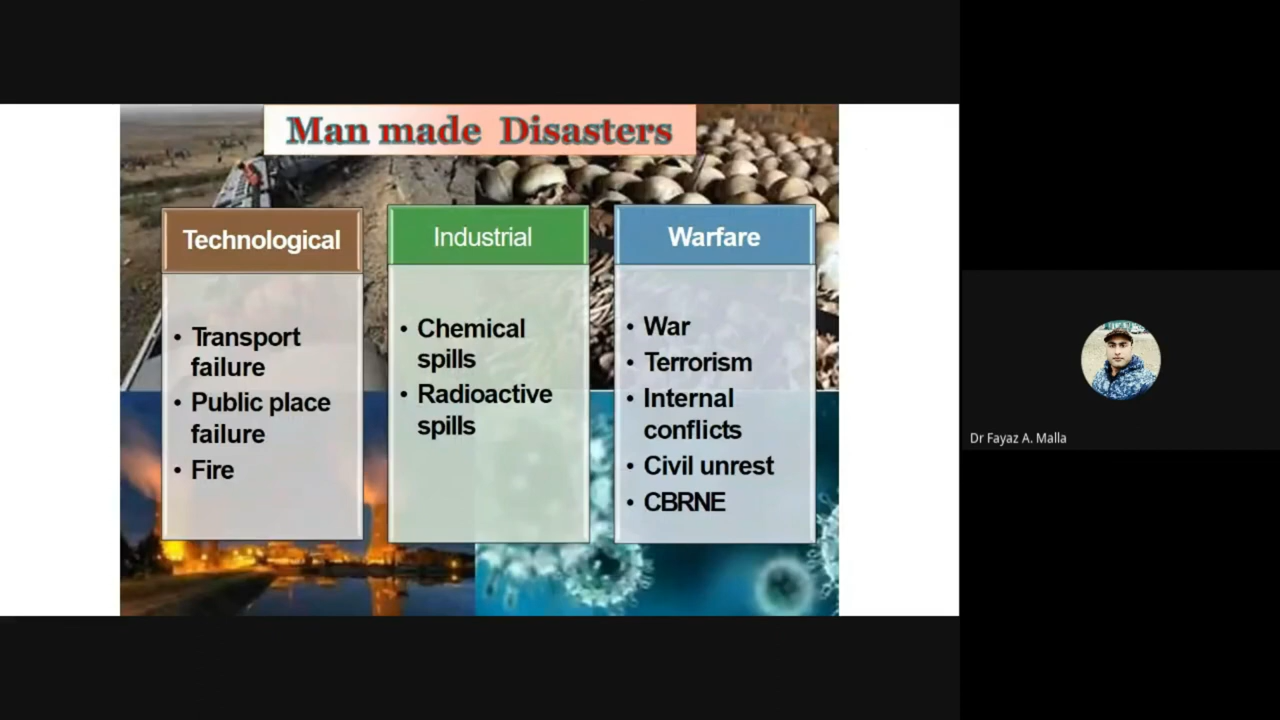 Man made Disasters
Technological
• Transport
failure
• Public place
failure
• Fire
Industrial
• Chemical
spills
• Radioactive
spills
Warfare
• War
• Terrorism
• Internal
conflicts
• Civil unrest
• CBRNE
Dr Fayaz A. Malla